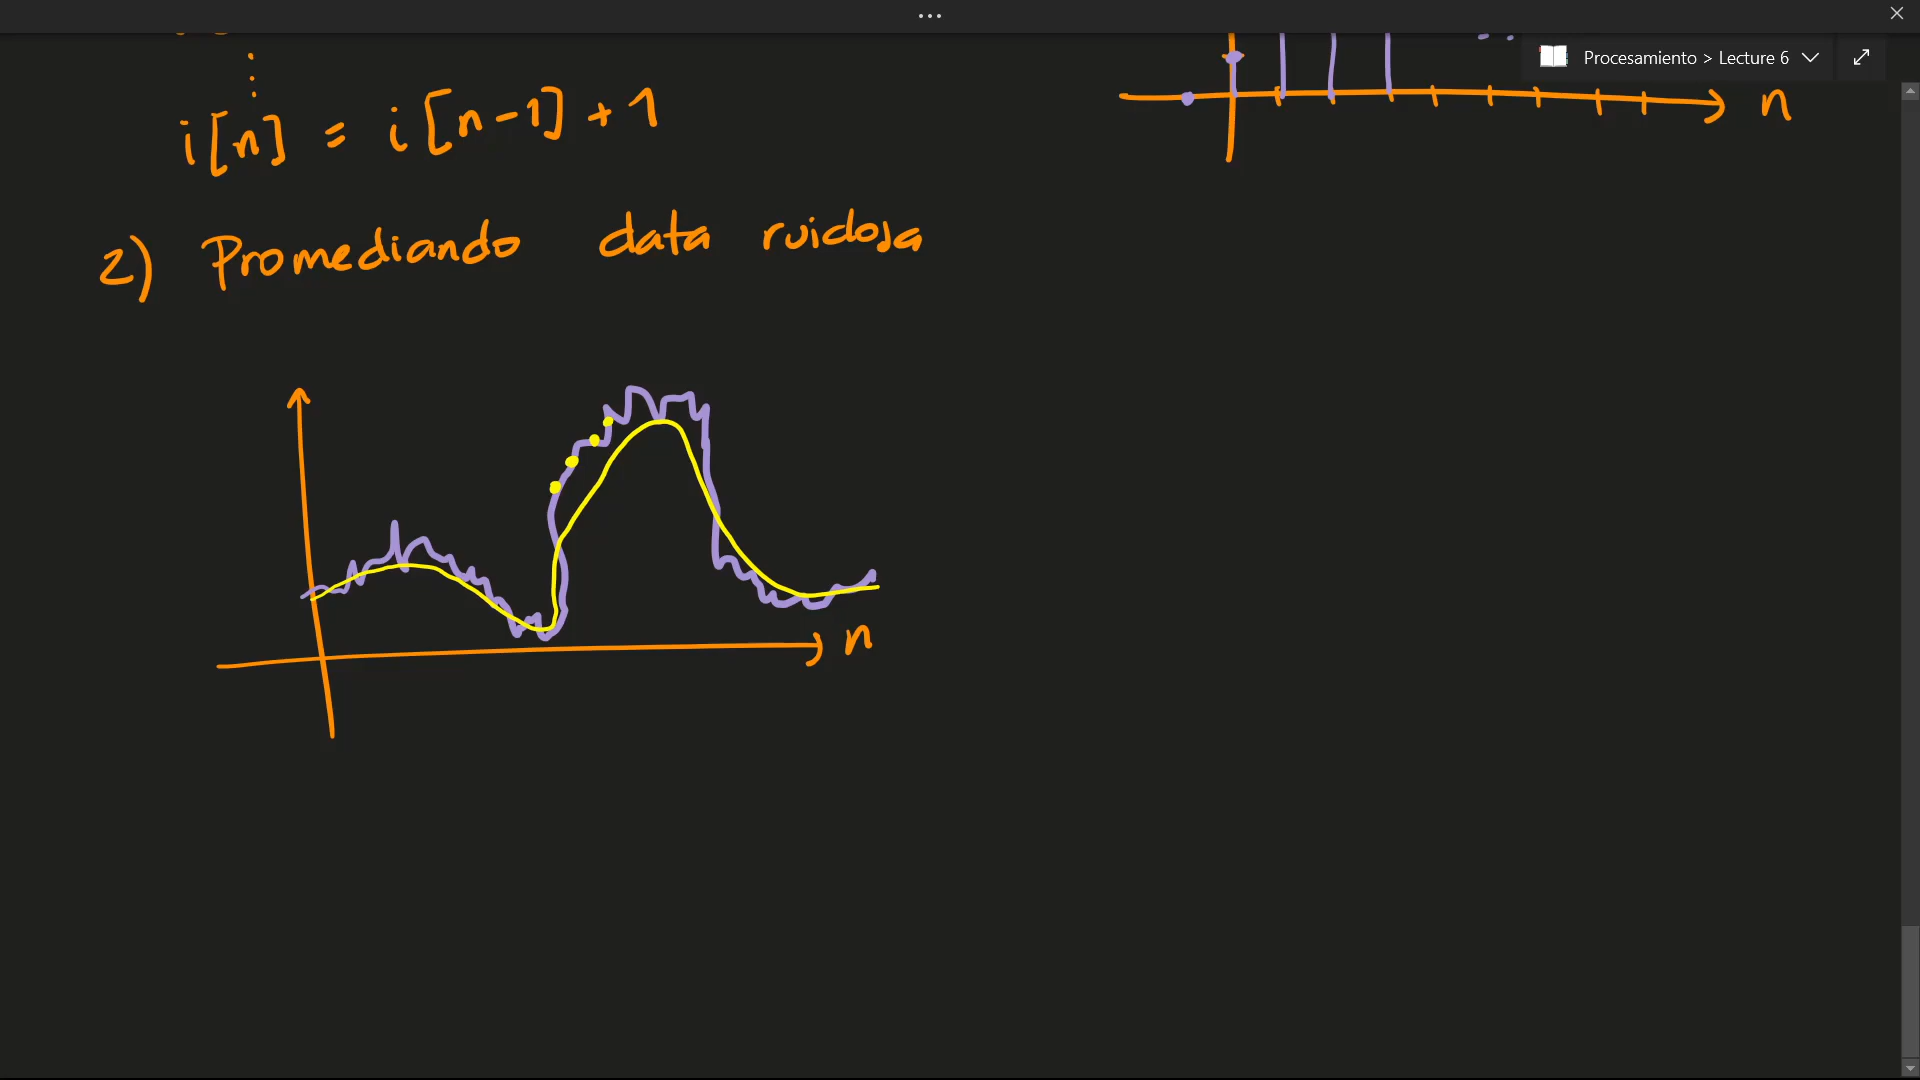 Procesamiento > Lecture 6
n
i[n] = i[n-1] + 1
2) Promediando data ruidosa
n